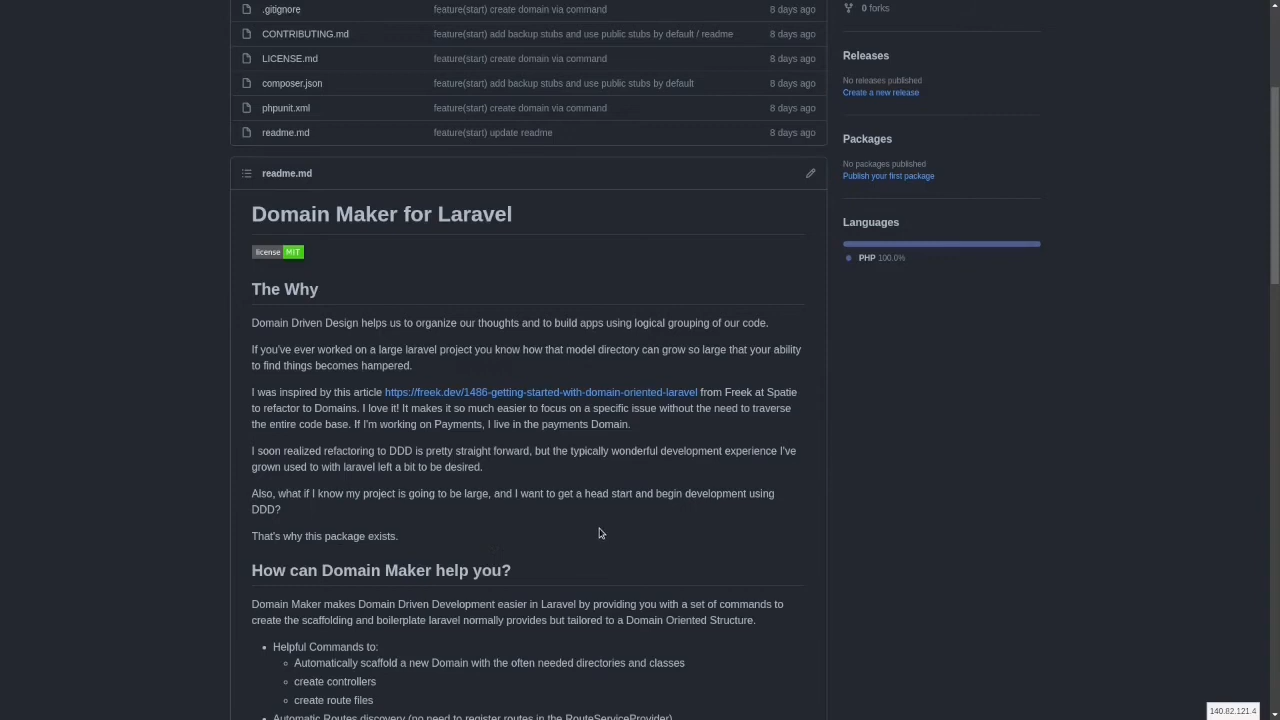 .gitignore feature(start) create domain via command 8 days ago
CONTRIBUTING.md feature(start) add backup stubs and use public stubs by default / readme 8 days ago
LICENSE.md feature(start) create domain via command 8 days ago
composer.json feature(start) add backup stubs and use public stubs by default 8 days ago
phpunit.xml feature(start) create domain via command 8 days ago
readme.md feature(start) update readme 8 days ago
readme.md
Domain Maker for Laravel
license MIT
The Why
Domain Driven Design helps us to organize our thoughts and to build apps using logical grouping of our code.
If you've ever worked on a large laravel project you know how that model directory can grow so large that your ability
to find things becomes hampered.
I was inspired by this article https://freek.dev/1486-getting-started-with-domain-oriented-laravel from Freek at Spatie
to refactor to Domains. I love it! It makes it so much easier to focus on a specific issue without the need to traverse
the entire code base. If I'm working on Payments, I live in the payments Domain.
I soon realized refactoring to DDD is pretty straight forward, but the typically wonderful development experience I've
grown used to with laravel left a bit to be desired.
Also, what if I know my project is going to be large, and I want to get a head start and begin development using
DDD?
That's why this package exists.
How can Domain Maker help you?
Domain Maker makes Domain Driven Development easier in Laravel by providing you with a set of commands to
create the scaffolding and boilerplate laravel normally provides but tailored to a Domain Oriented Structure.
Helpful Commands to:
Automatically scaffold a new Domain with the often needed directories and classes
create controllers
create route files
Automatic Routes discovery (no need to register routes in the RouteServiceProvider)
0 forks
Releases
No releases published
Create a new release
Packages
No packages published
Publish your first package
Languages
PHP 100.0%
140.82.121.4